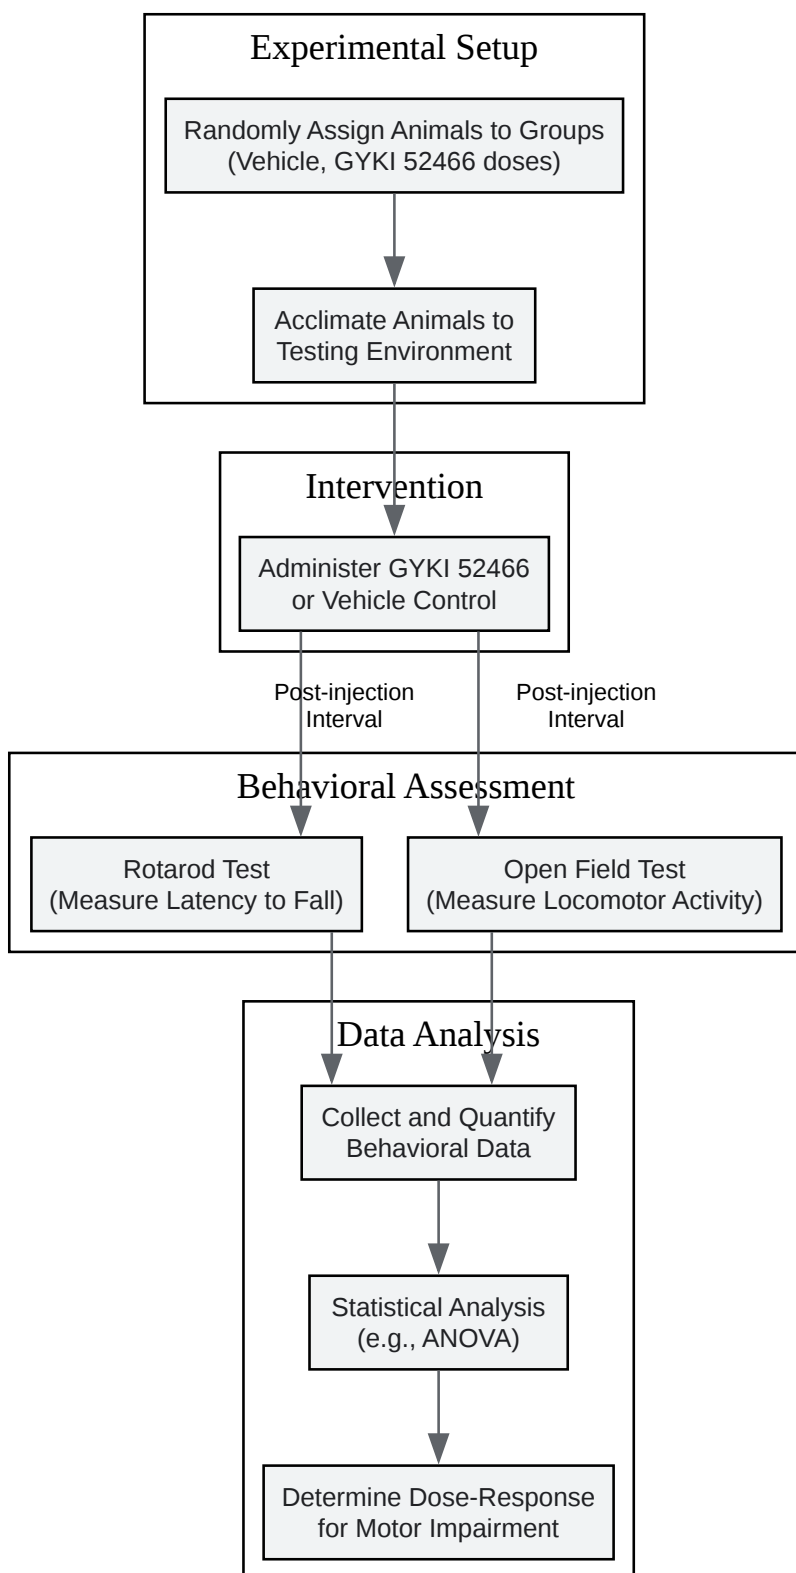 Experimental Setup
Randomly Assign Animals to Groups
(Vehicle, GYKI 52466 doses)
Acclimate Animals to
Testing Environment
Intervention
Administer GYKI 52466
or Vehicle Control
Post-injection
Interval
Post-injection
Interval
Behavioral Assessment
Rotarod Test
(Measure Latency to Fall)
Open Field Test
(Measure Locomotor Activity)
Data Analysis
Collect and Quantify
Behavioral Data
Statistical Analysis
(e.g., ANOVA)
Determine Dose-Response
for Motor Impairment